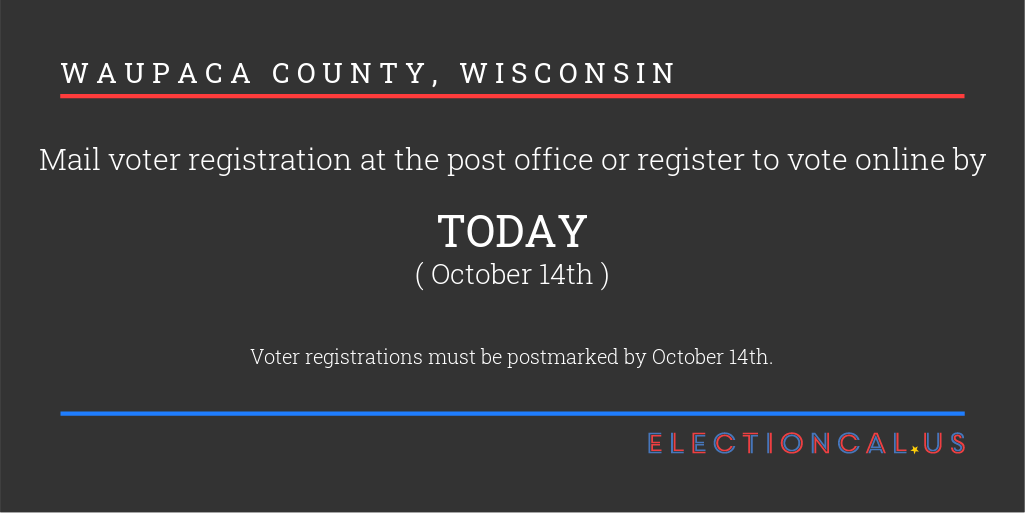 WAUPACA COUNTY, WISCONSIN
Mail voter registration at the post office or register to vote online by
TODAY
( October 14th )
Voter registrations must be postmarked by October 14th.
ELECTIONCAL.US